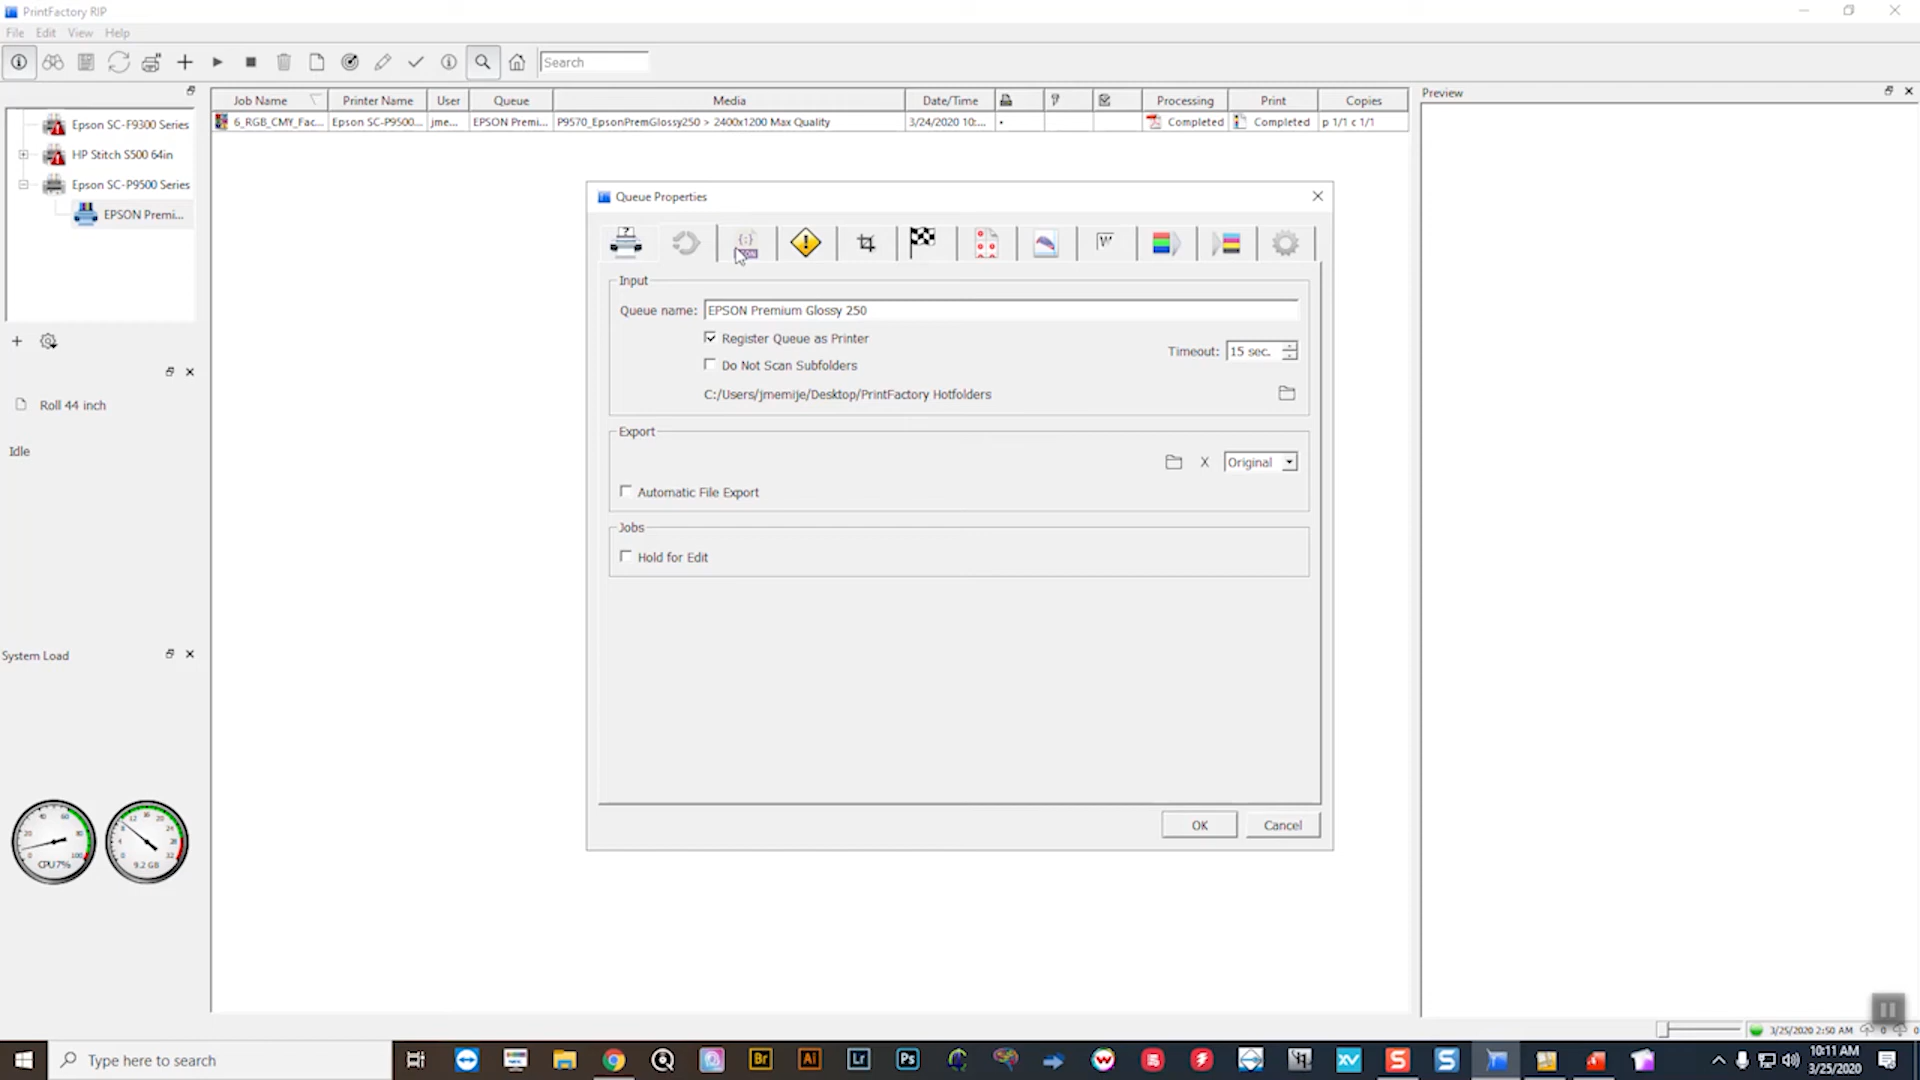 PrintFactory RIP
File Edit View Help
Search
Job Name Printer Name User Queue Media Date/Time Processing Print Copies
6_RGB_CMY_Fac... Epson SC-P9500... jme... EPSON Premi... P9570_EpsonPremGlossy250 > 2400x1200 Max Quality 3/24/2020 10:... Completed Completed p 1/1 c 1/1
Preview
Epson SC-F9300 Series
HP Stitch S500 64in
Epson SC-P9500 Series
EPSON Premi...
Roll 44 inch
Idle
System Load
CPU 7%
9.2 GB
Queue Properties
Input
Queue name: EPSON Premium Glossy 250
Register Queue as Printer
Timeout: 15 sec.
Do Not Scan Subfolders
C:/Users/jmemije/Desktop/PrintFactory Hotfolders
Export
X Original
Automatic File Export
Jobs
Hold for Edit
OK Cancel
3/25/2020 2:50 AM 0 0
Type here to search
Br Ai Lr Ps
10:11 AM
3/25/2020